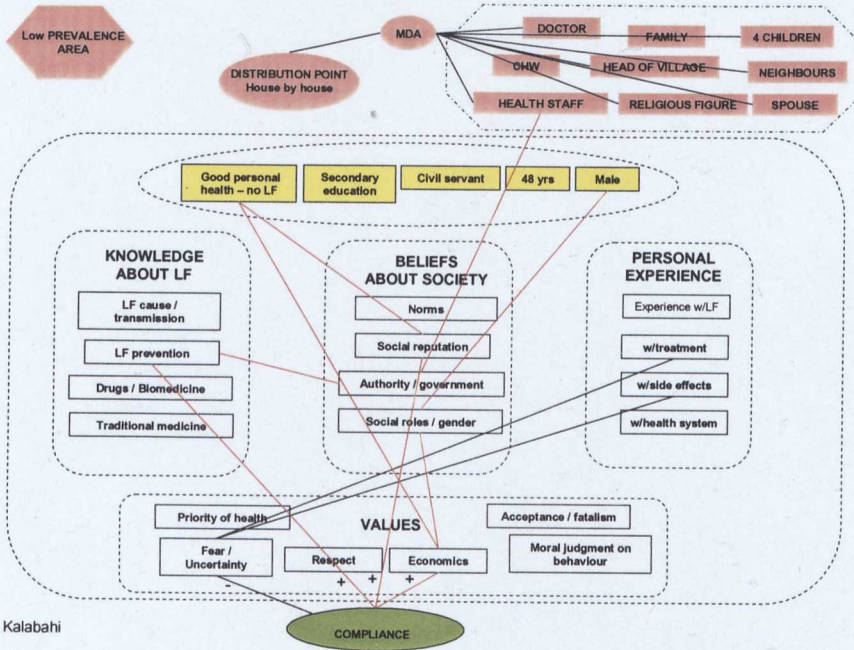 Low PREVALENCE
AREA
MDA
DISTRIBUTION POINT
House by house
DOCTOR
FAMILY
4 CHILDREN
CHW
HEAD OF VILLAGE
NEIGHBOURS
HEALTH STAFF
RELIGIOUS FIGURE
SPOUSE
Good personal
health – no LF
Secondary
education
Civil servant
48 yrs
Male
KNOWLEDGE
ABOUT LF
LF cause /
transmission
LF prevention
Drugs / Biomedicine
Traditional medicine
BELIEFS
ABOUT SOCIETY
Norms
Social reputation
Authority / government
Social roles / gender
PERSONAL
EXPERIENCE
Experience w/LF
w/treatment
w/side effects
w/health system
Priority of health
VALUES
Acceptance / fatalism
Fear /
Uncertainty
Respect
Economics
Moral judgment on
behaviour
- + + +
Kalabahi
COMPLIANCE